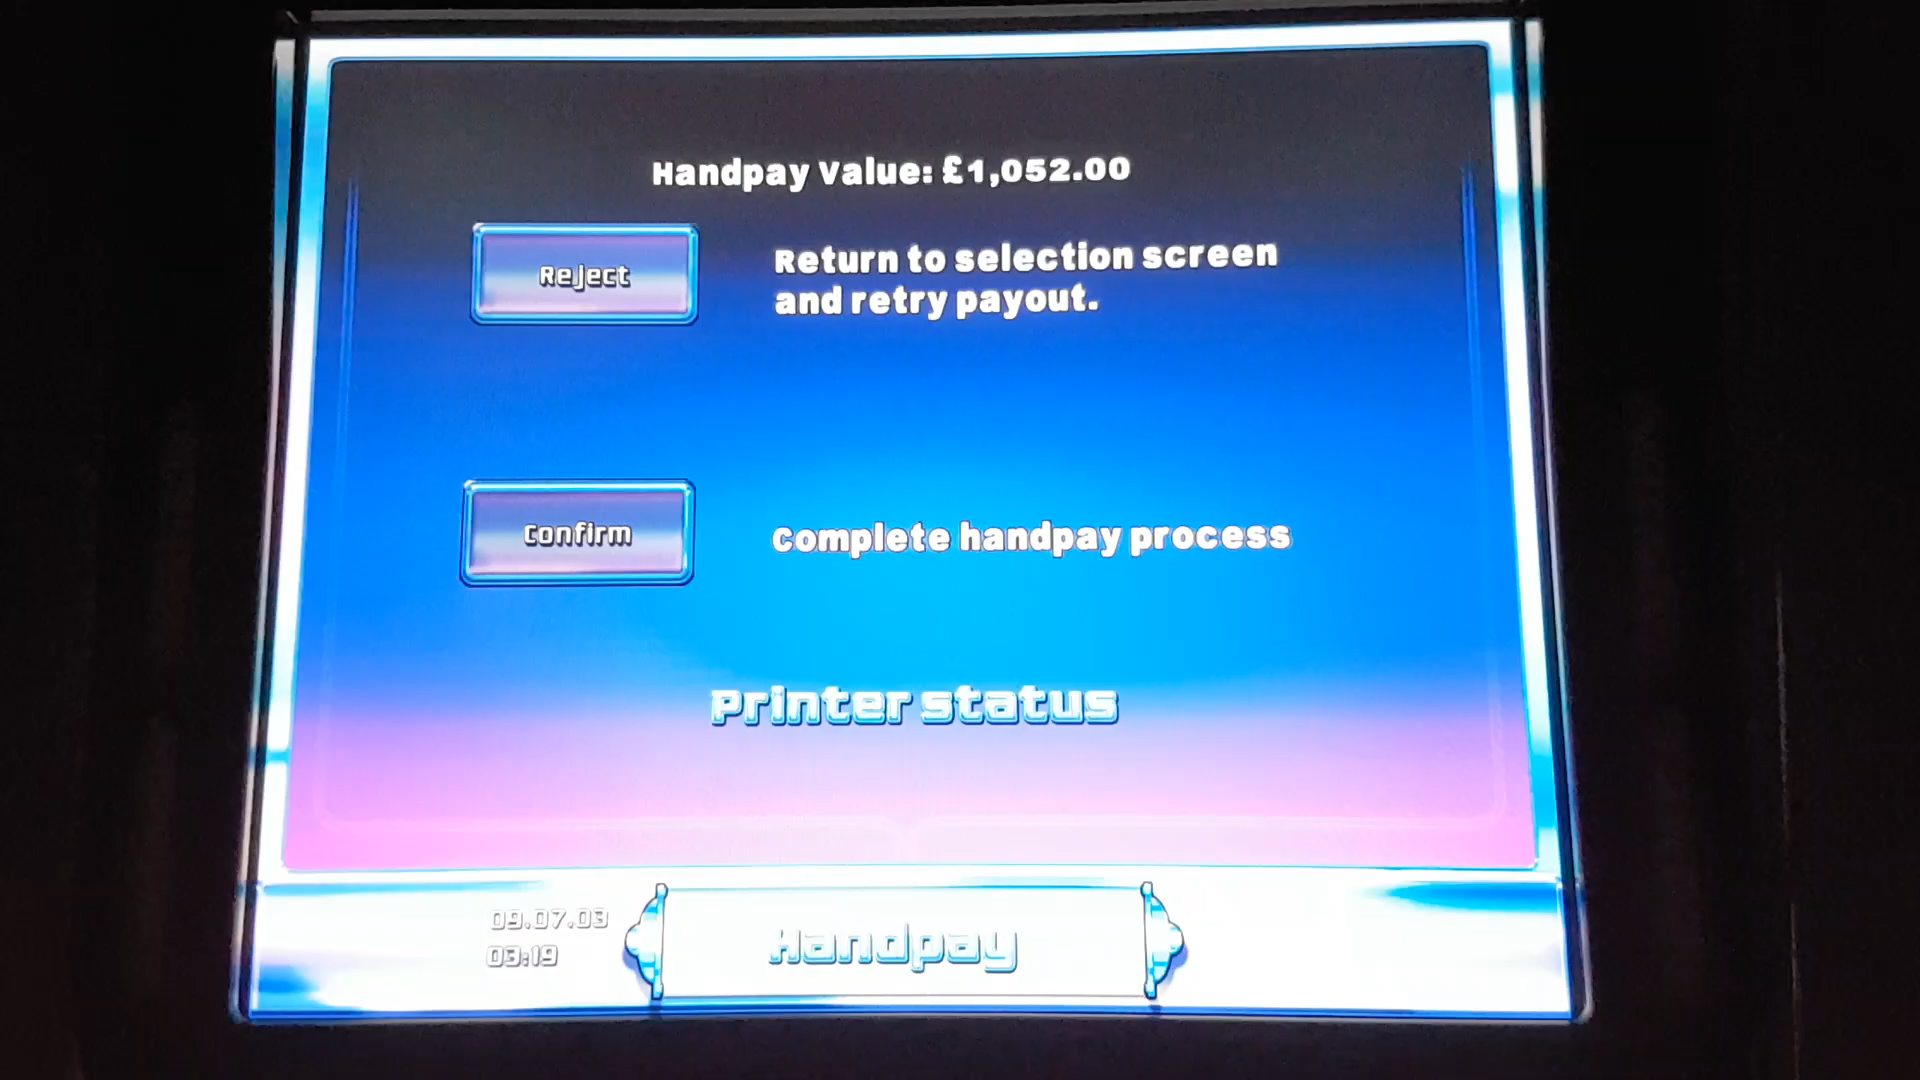 Handpay Value: £1,052.00
Reject
Return to selection screen
and retry payout.
Confirm
Complete handpay process
Printer status
09.07.03
03:19
Handpay